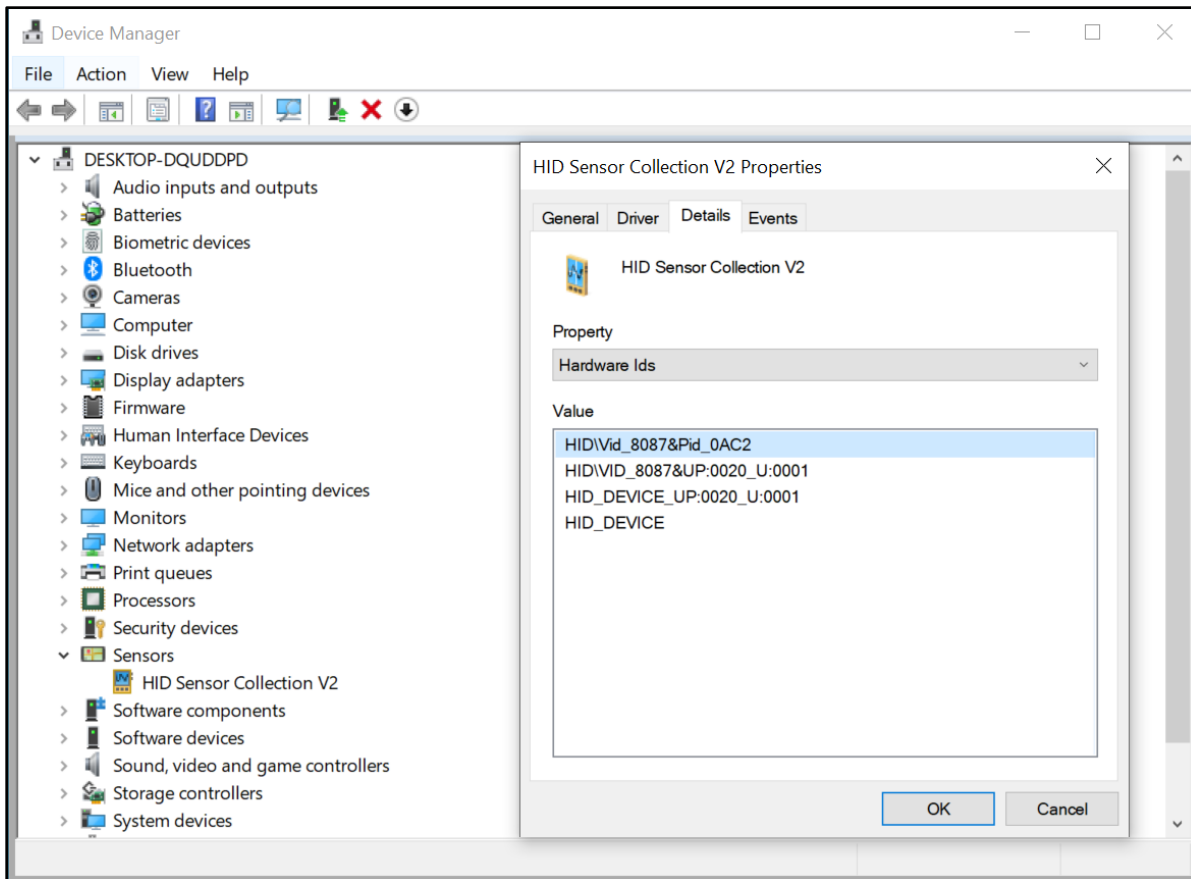 Device Manager
File Action View Help
DESKTOP-DQUDDPD
Audio inputs and outputs
Batteries
Biometric devices
Bluetooth
Cameras
Computer
Disk drives
Display adapters
Firmware
Human Interface Devices
Keyboards
Mice and other pointing devices
Monitors
Network adapters
Print queues
Processors
Security devices
Sensors
HID Sensor Collection V2
Software components
Software devices
Sound, video and game controllers
Storage controllers
System devices
HID Sensor Collection V2 Properties
General Driver Details Events
HID Sensor Collection V2
Property
Hardware Ids
Value
HID\Vid_8087&Pid_0AC2
HID\VID_8087&UP:0020_U:0001
HID_DEVICE_UP:0020_U:0001
HID_DEVICE
OK Cancel